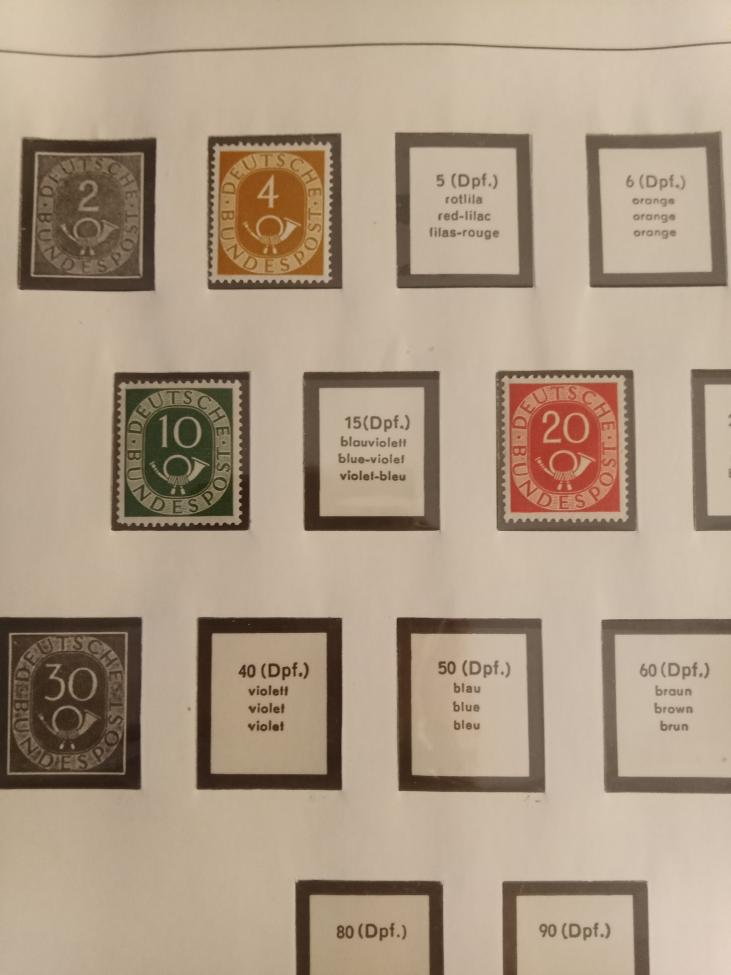 2
DEUTSCHE
BUNDESPOST
4
DEUTSCHE
BUNDESPOST
5 (Dpf.)
rotlila
red-lilac
lilas-rouge
6 (Dpf.)
orange
orange
orange
10
DEUTSCHE
BUNDESPOST
15(Dpf.)
blauviolett
blue-violet
violet-bleu
20
DEUTSCHE
BUNDESPOST
30
DEUTSCHE
BUNDESPOST
40 (Dpf.)
violett
violet
violet
50 (Dpf.)
blau
blue
bleu
60 (Dpf.)
braun
brown
brun
80 (Dpf.)
90 (Dpf.)